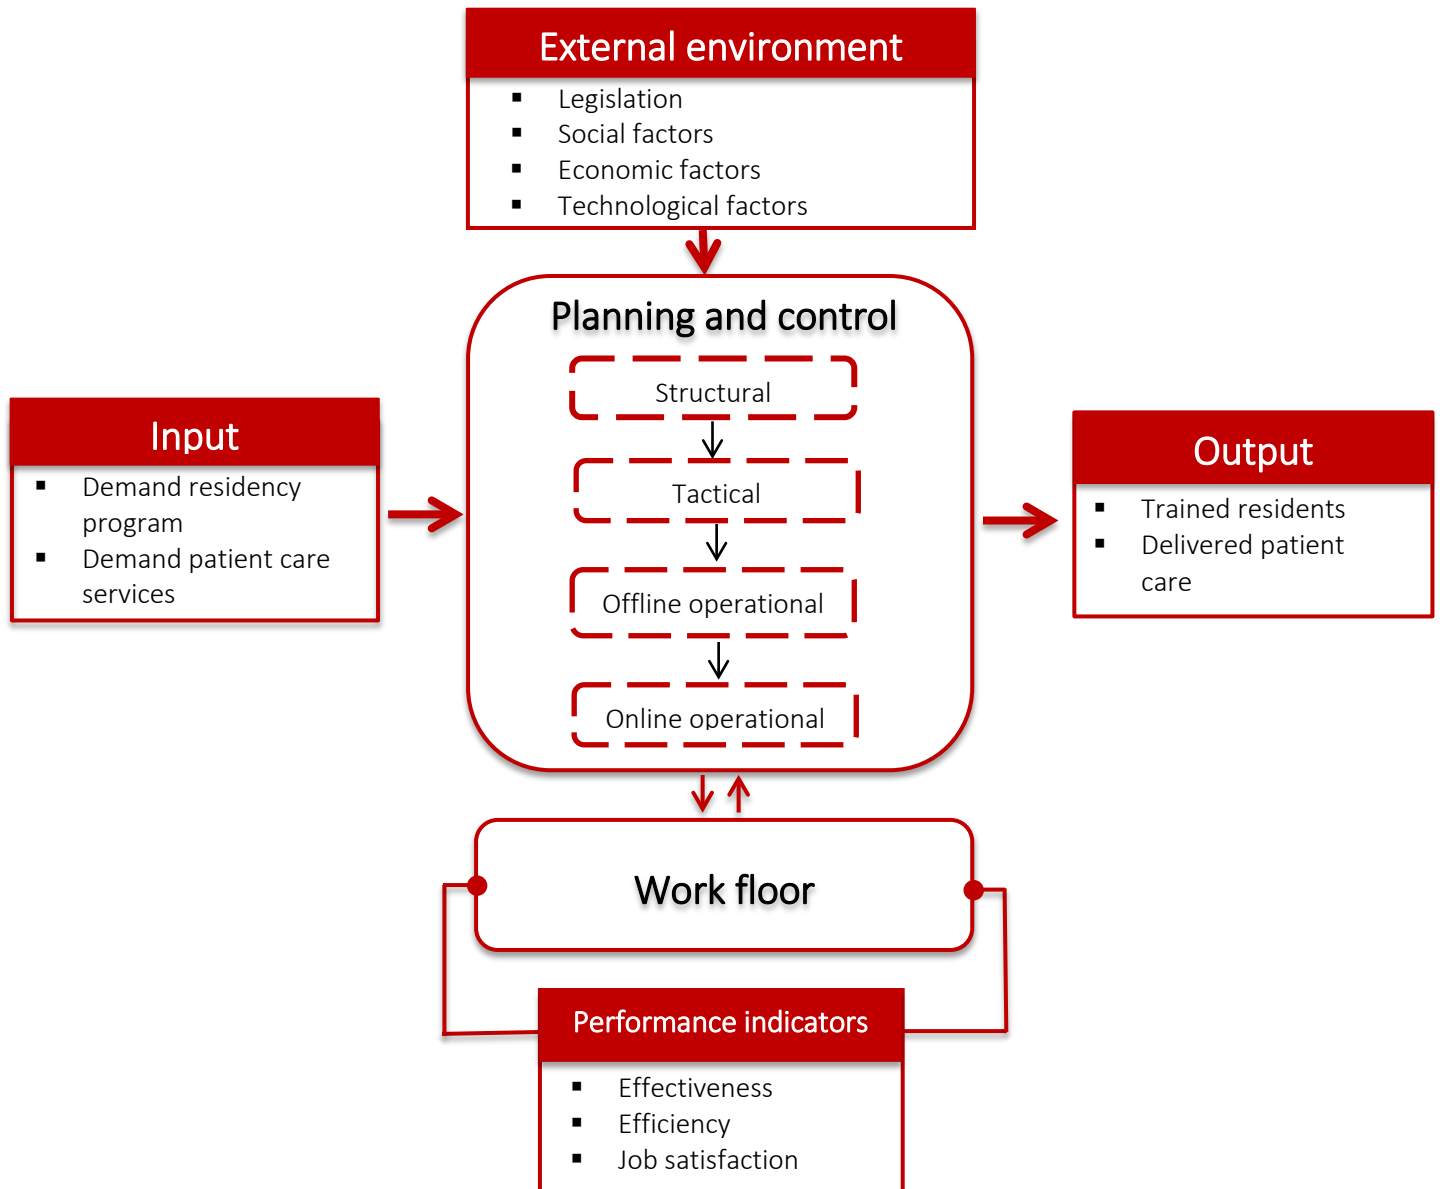 External environment
Legislation
Social factors
Economic factors
Technological factors
Planning and control
Structural
Tactical
Offline operational
Online operational
Input
Demand residency
program
Demand patient care
services
Output
Trained residents
Delivered patient
care
Work floor
Performance indicators
Effectiveness
Efficiency
Job satisfaction